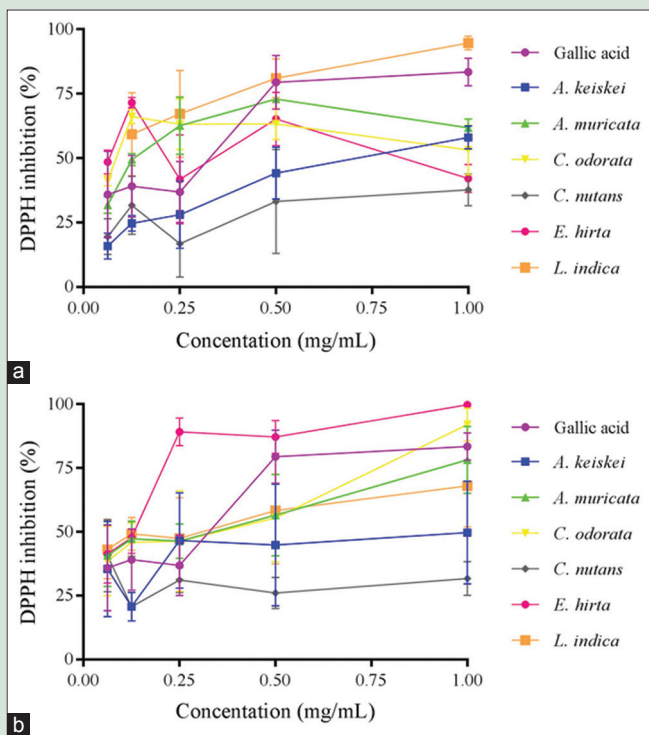 100
75
50
25
0
DPPH inhibition (%)
0.00 0.25 0.50 0.75 1.00
Concentation (mg/mL)
Gallic acid
A. keiskei
A. muricata
C. odorata
C. nutans
E. hirta
L. indica
a
100
75
50
25
0
DPPH inhibition (%)
0.00 0.25 0.50 0.75 1.00
Concentration (mg/mL)
Gallic acid
A. keiskei
A. muricata
C. odorata
C. nutans
E. hirta
L. indica
b